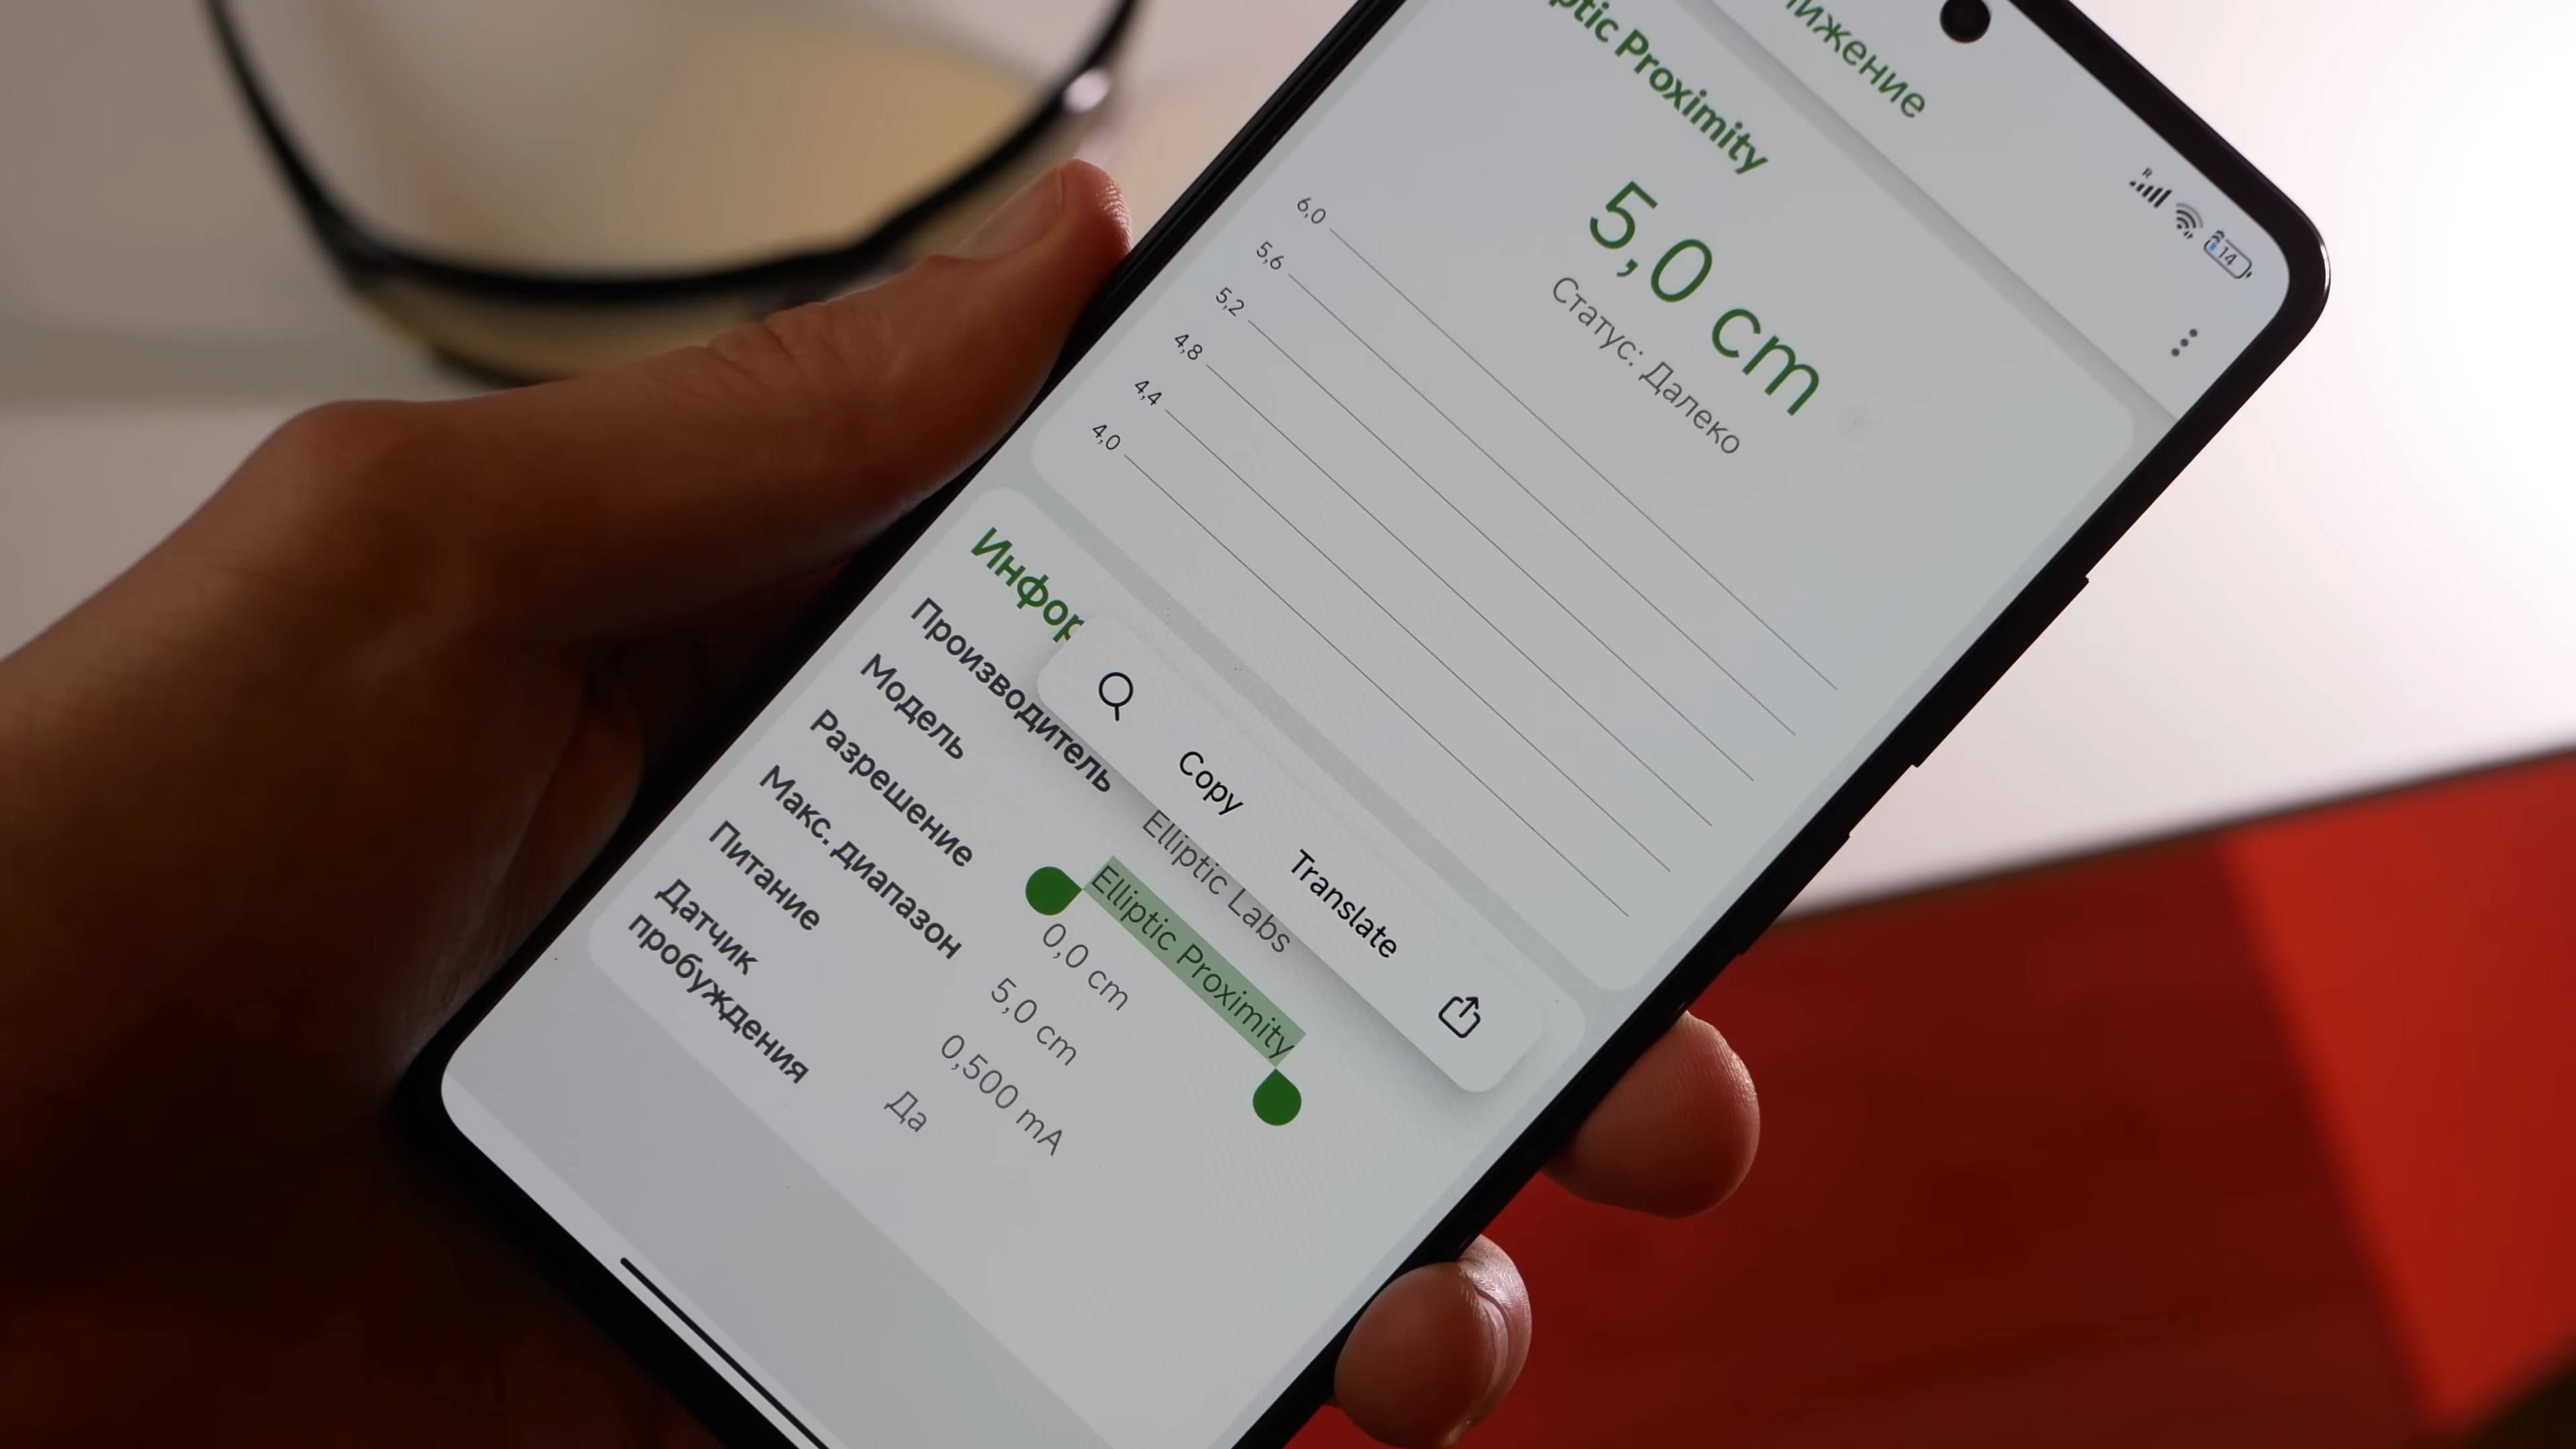 R
14
ptic Proximity
5,0 cm
Статус: Далеко
6,0
5,6
5,2
4,8
4,4
4,0
Copy
Translate
Производитель
Elliptic Labs
Модель
Elliptic Proximity
Разрешение
0,0 cm
Макс. диапазон
5,0 cm
Питание
0,500 mA
Датчик
пробуждения
Да